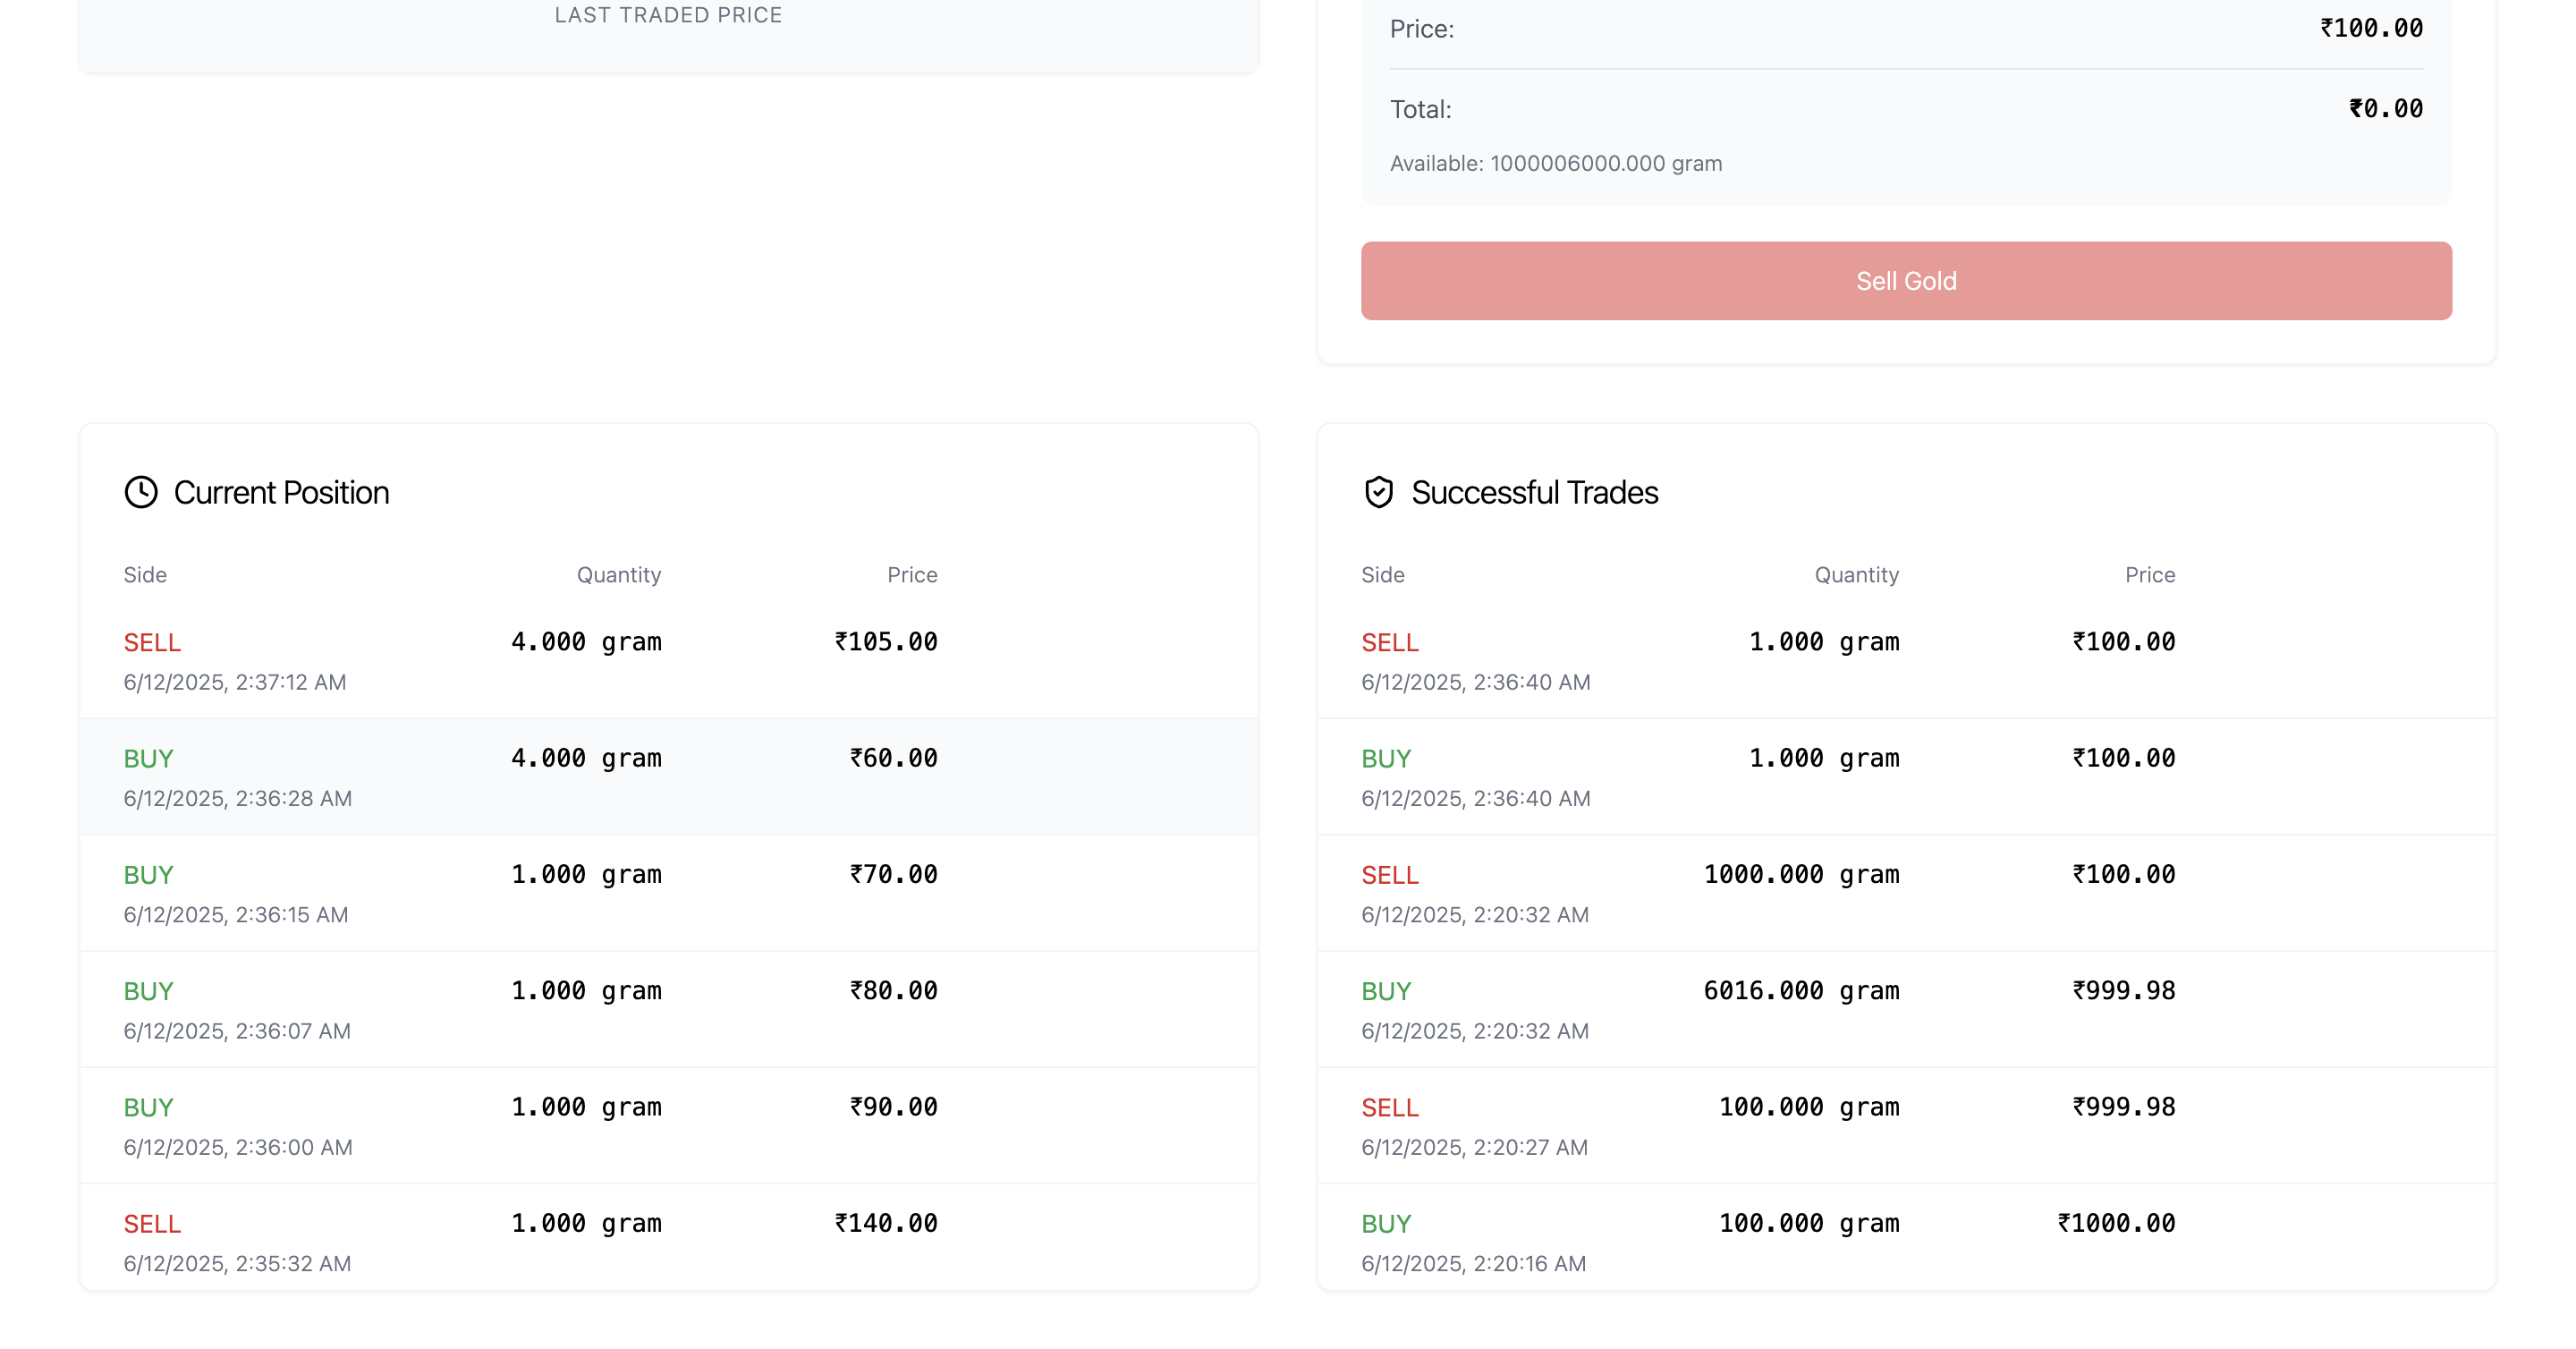 LAST TRADED PRICE
Price: ₹100.00
Total: ₹0.00
Available: 1000006000.000 gram
Sell Gold
Current Position
Side Quantity Price
SELL 4.000 gram ₹105.00
6/12/2025, 2:37:12 AM
BUY 4.000 gram ₹60.00
6/12/2025, 2:36:28 AM
BUY 1.000 gram ₹70.00
6/12/2025, 2:36:15 AM
BUY 1.000 gram ₹80.00
6/12/2025, 2:36:07 AM
BUY 1.000 gram ₹90.00
6/12/2025, 2:36:00 AM
SELL 1.000 gram ₹140.00
6/12/2025, 2:35:32 AM
Successful Trades
Side Quantity Price
SELL 1.000 gram ₹100.00
6/12/2025, 2:36:40 AM
BUY 1.000 gram ₹100.00
6/12/2025, 2:36:40 AM
SELL 1000.000 gram ₹100.00
6/12/2025, 2:20:32 AM
BUY 6016.000 gram ₹999.98
6/12/2025, 2:20:32 AM
SELL 100.000 gram ₹999.98
6/12/2025, 2:20:27 AM
BUY 100.000 gram ₹1000.00
6/12/2025, 2:20:16 AM